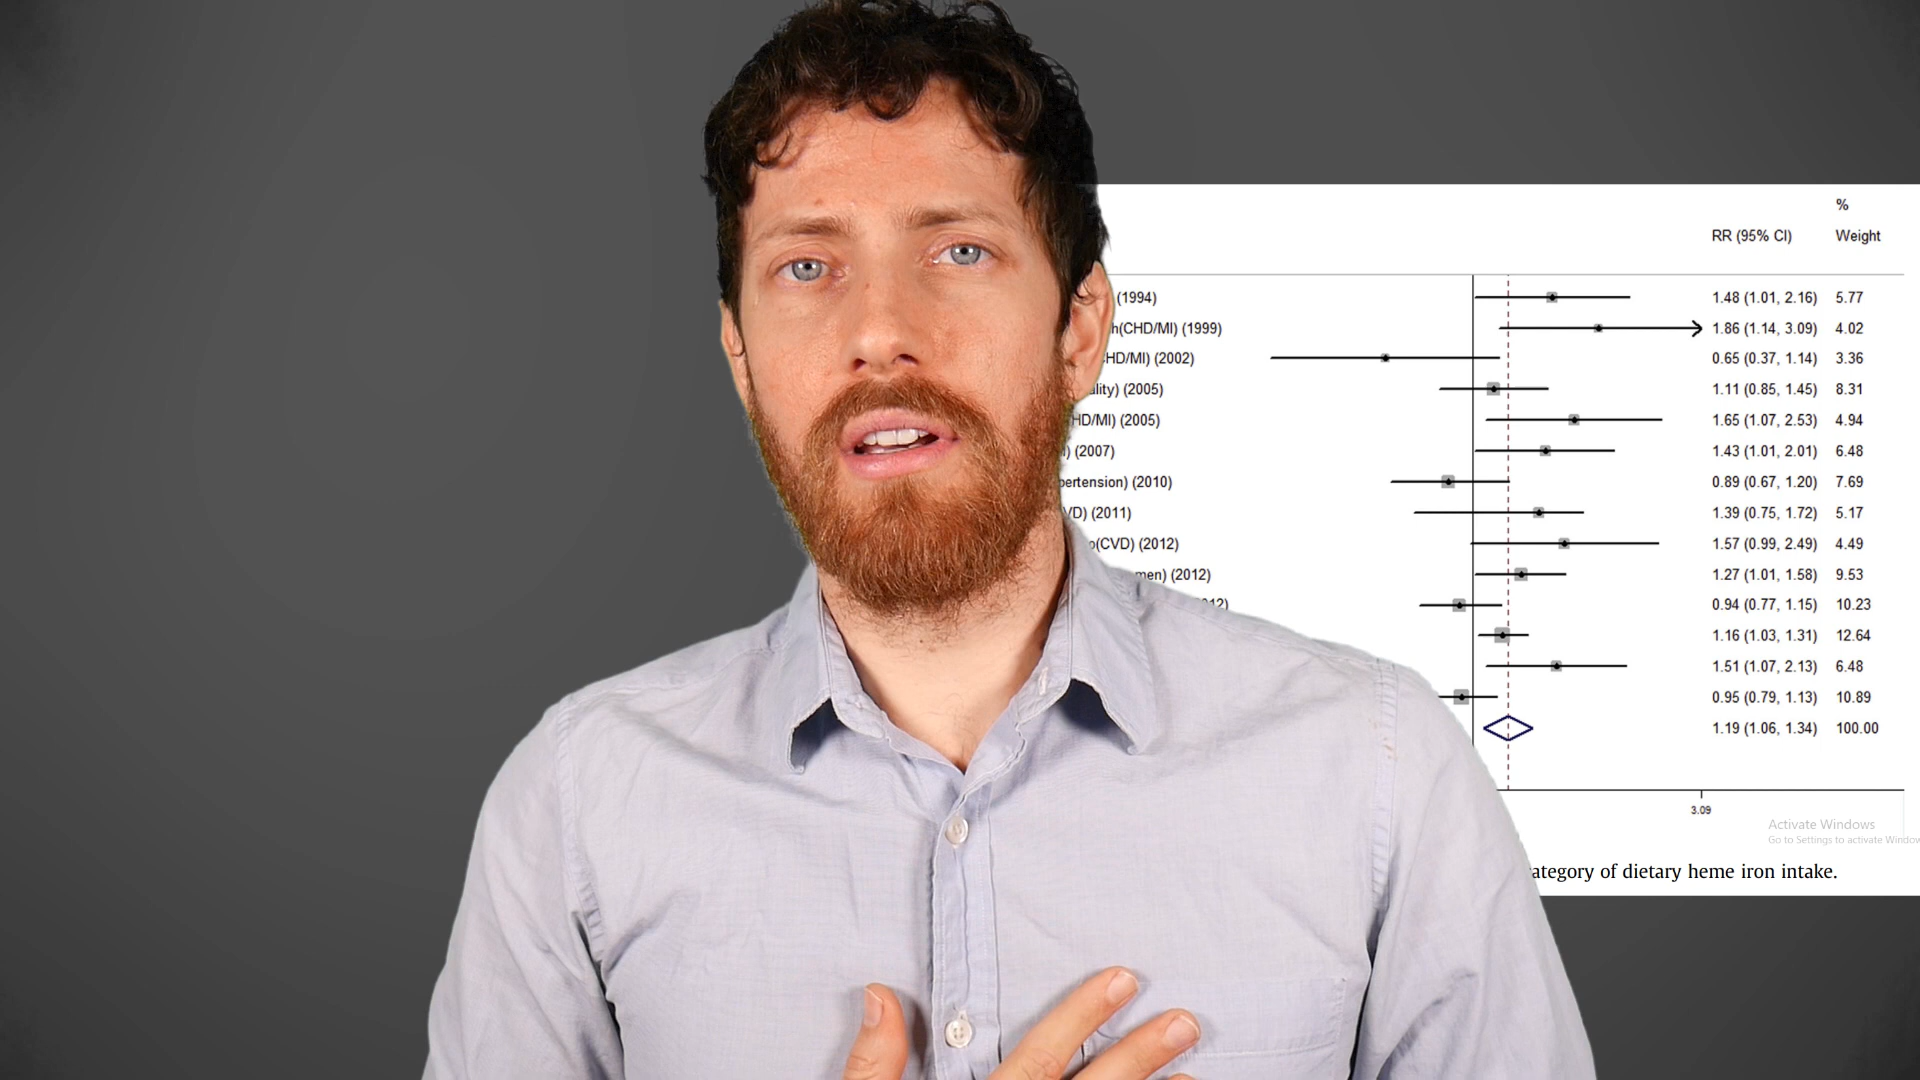 %
RR (95% CI) Weight
(1994) 1.48 (1.01, 2.16) 5.77
h(CHD/MI) (1999) 1.86 (1.14, 3.09) 4.02
HD/MI) (2002) 0.65 (0.37, 1.14) 3.36
ality) (2005) 1.11 (0.85, 1.45) 8.31
HD/MI) (2005) 1.65 (1.07, 2.53) 4.94
) (2007) 1.43 (1.01, 2.01) 6.48
pertension) (2010) 0.89 (0.67, 1.20) 7.69
VD) (2011) 1.39 (0.75, 1.72) 5.17
o(CVD) (2012) 1.57 (0.99, 2.49) 4.49
men) (2012) 1.27 (1.01, 1.58) 9.53
12) 0.94 (0.77, 1.15) 10.23
1.16 (1.03, 1.31) 12.64
1.51 (1.07, 2.13) 6.48
0.95 (0.79, 1.13) 10.89
1.19 (1.06, 1.34) 100.00
3.09
Activate Windows
Go to Settings to activate Window
ategory of dietary heme iron intake.